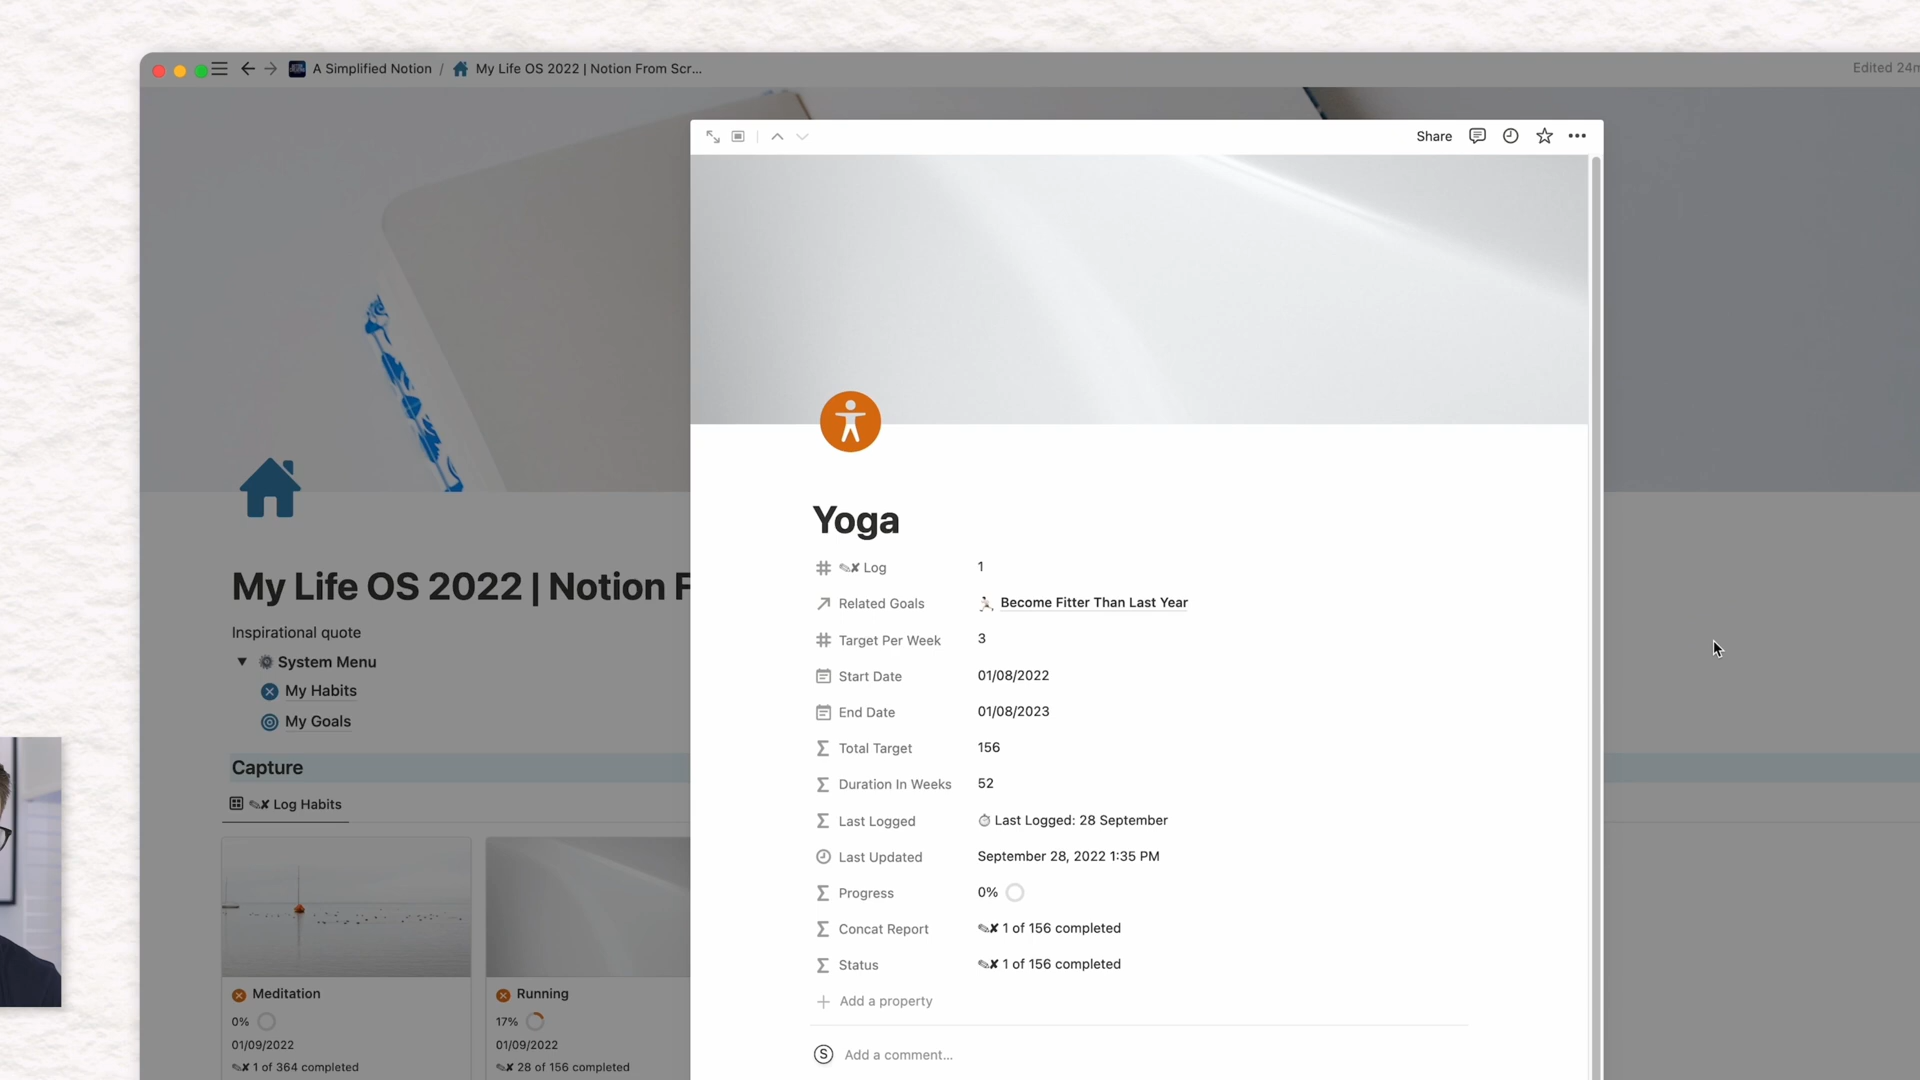 A Simplified Notion / My Life OS 2022 | Notion From Scr...
Edited 24m
Share
Yoga
Log 1
Related Goals Become Fitter Than Last Year
Target Per Week 3
Start Date 01/08/2022
End Date 01/08/2023
Total Target 156
Duration In Weeks 52
Last Logged ⏱ Last Logged: 28 September
Last Updated September 28, 2022 1:35 PM
Progress 0%
Concat Report ✎✘ 1 of 156 completed
Status ✎✘ 1 of 156 completed
+ Add a property
S Add a comment...
My Life OS 2022 | Notion F
Inspirational quote
System Menu
My Habits
My Goals
Capture
✎✘ Log Habits
Meditation
0%
01/09/2022
✎✘ 1 of 364 completed
Running
17%
01/09/2022
✎✘ 28 of 156 completed